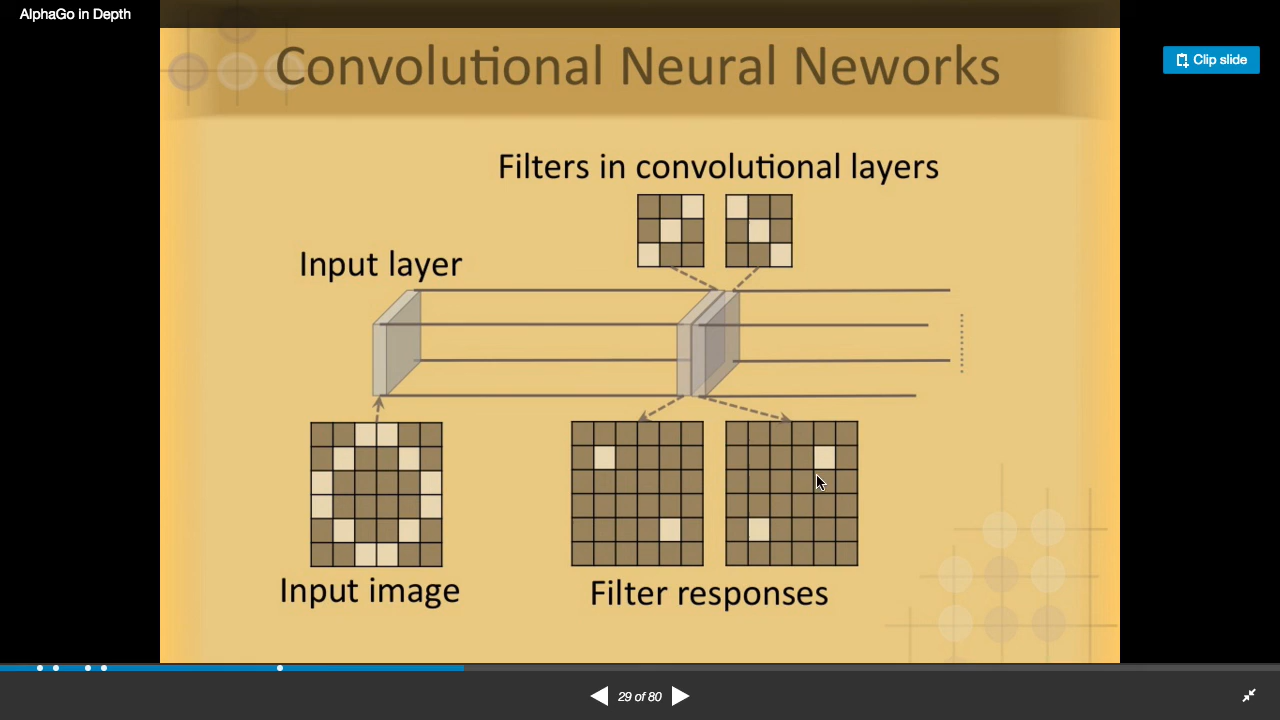 AlphaGo in Depth
Convolutional Neural Neworks
Clip slide
Filters in convolutional layers
Input layer
Input image
Filter responses
29 of 80